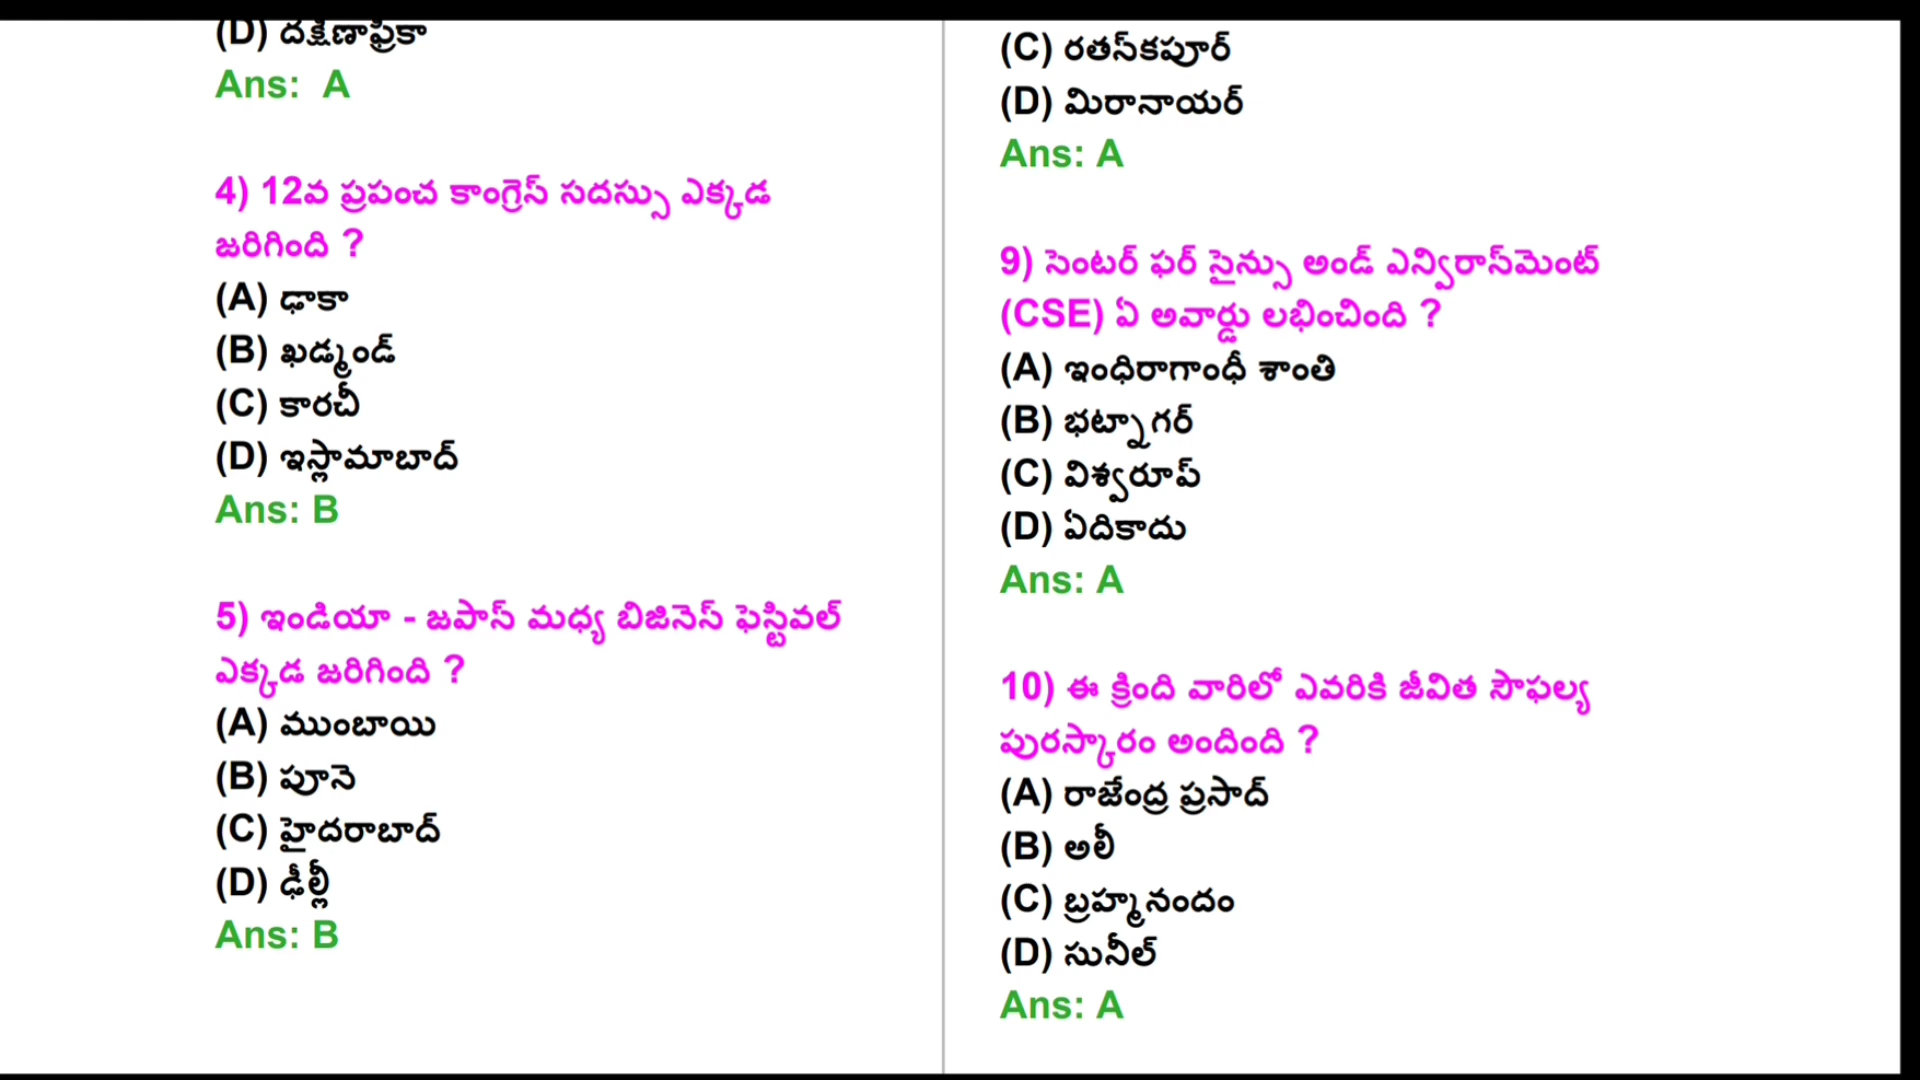 (D) దక్షిణాఫ్రికా
Ans: A
4) 12వ ప్రపంచ కాంగ్రెస్ సదస్సు ఎక్కడ
జరిగింది ?
(A) ఢాకా
(B) ఖడ్మండ్
(C) కారచీ
(D) ఇస్లామాబాద్
Ans: B
5) ఇండియా - జపాస్ మధ్య బిజినెస్ ఫెస్టివల్
ఎక్కడ జరిగింది ?
(A) ముంబాయి
(B) పూనె
(C) హైదరాబాద్
(D) ఢీల్లీ
Ans: B
(C) రతస్కపూర్
(D) మిరానాయర్
Ans: A
9) సెంటర్ ఫర్ సైన్సు అండ్ ఎన్విరాస్‌మెంట్
(CSE) ఏ అవార్డు లభించింది ?
(A) ఇంధిరాగాంధీ శాంతి
(B) భట్నాగర్
(C) విశ్వరూప్
(D) ఏదికాదు
Ans: A
10) ఈ క్రింది వారిలో ఎవరికి జీవిత సౌఫల్య
పురస్కారం అందింది ?
(A) రాజేంద్ర ప్రసాద్
(B) అలీ
(C) బ్రహ్మనందం
(D) సునీల్
Ans: A